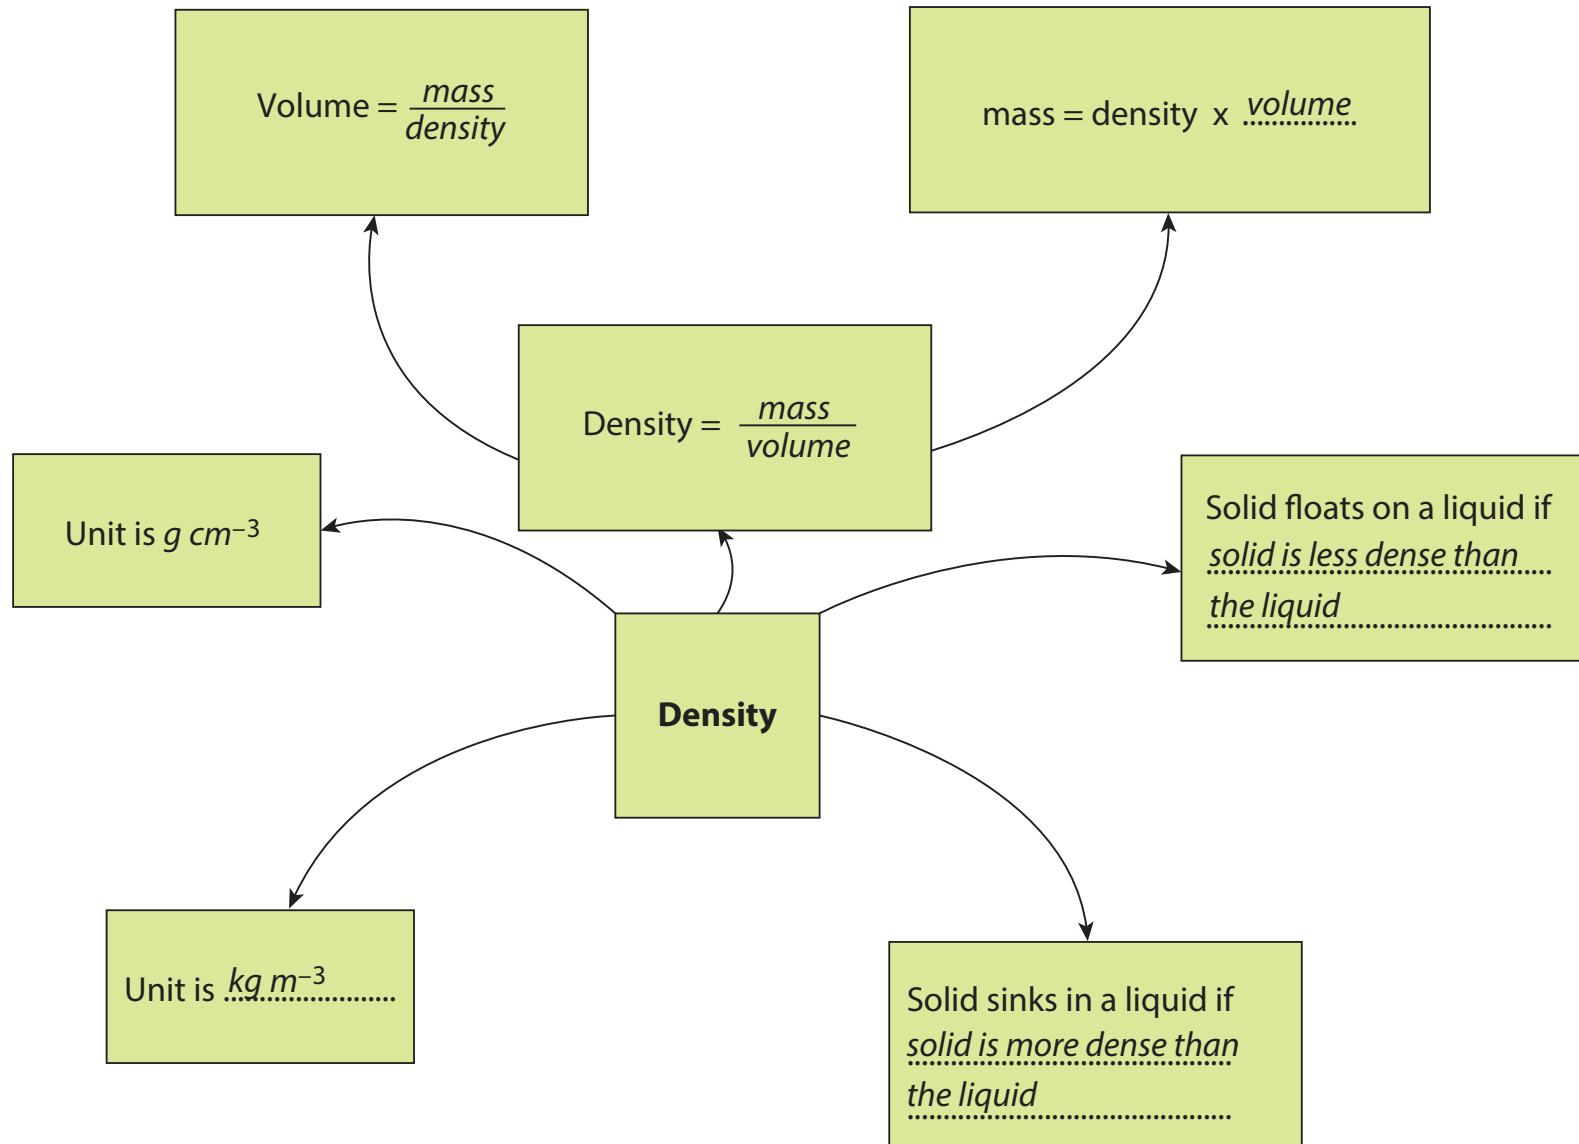 Volume = mass
density
mass = density x volume
Density = mass
volume
Unit is g cm⁻³
Solid floats on a liquid if
solid is less dense than
the liquid
Density
Unit is kg m⁻³
Solid sinks in a liquid if
solid is more dense than
the liquid